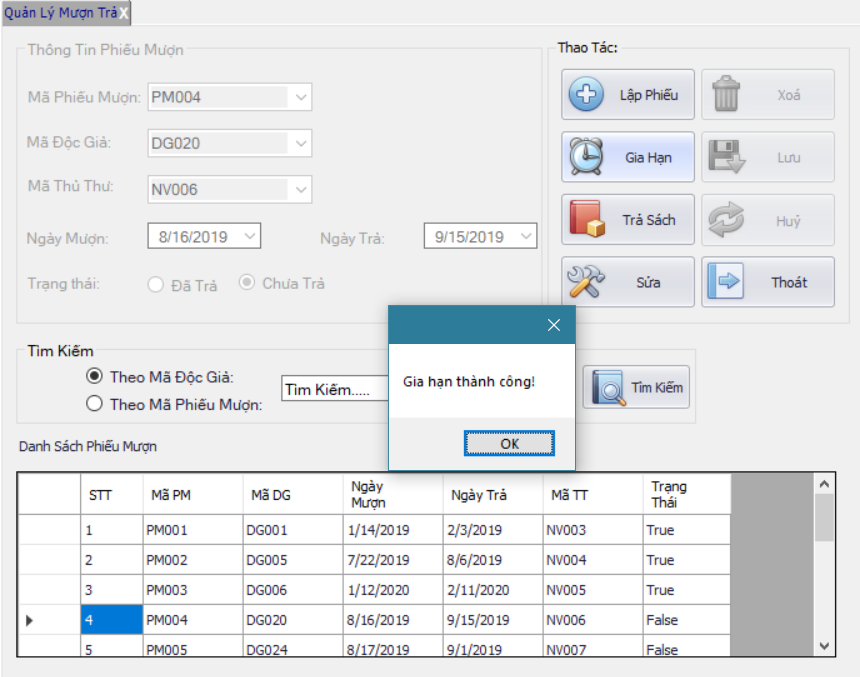 Quản Lý Mượn Trả X
Thông Tin Phiếu Mượn
Mã Phiếu Mượn: PM004
Mã Độc Giả: DG020
Mã Thủ Thư: NV006
Ngày Mượn: 8/16/2019 Ngày Trả: 9/15/2019
Trạng thái: Đã Trả Chưa Trả
Thao Tác:
Lập Phiếu Xoá
Gia Hạn Lưu
Trả Sách Huỷ
Sửa Thoát
Gia hạn thành công!
OK
Tìm Kiếm
Theo Mã Độc Giả:
Theo Mã Phiếu Mượn:
Tìm Kiếm.....
Tìm Kiếm
Danh Sách Phiếu Mượn
STT Mã PM Mã DG Ngày Mượn Ngày Trả Mã TT Trạng Thái
1 PM001 DG001 1/14/2019 2/3/2019 NV003 True
2 PM002 DG005 7/22/2019 8/6/2019 NV004 True
3 PM003 DG006 1/12/2020 2/11/2020 NV005 True
4 PM004 DG020 8/16/2019 9/15/2019 NV006 False
5 PM005 DG024 8/17/2019 9/1/2019 NV007 False